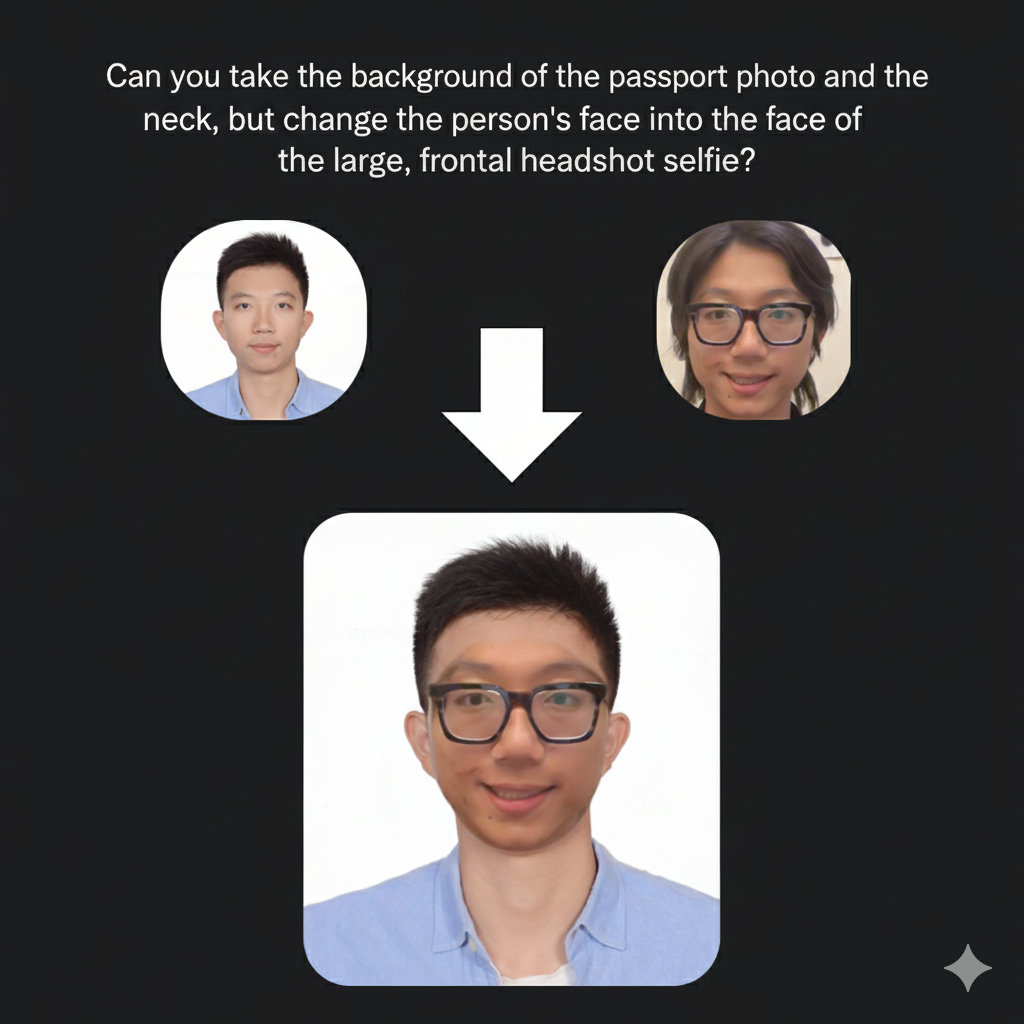 Can you take the background of the passport photo and the
neck, but change the person's face into the face of
the large, frontal headshot selfie?